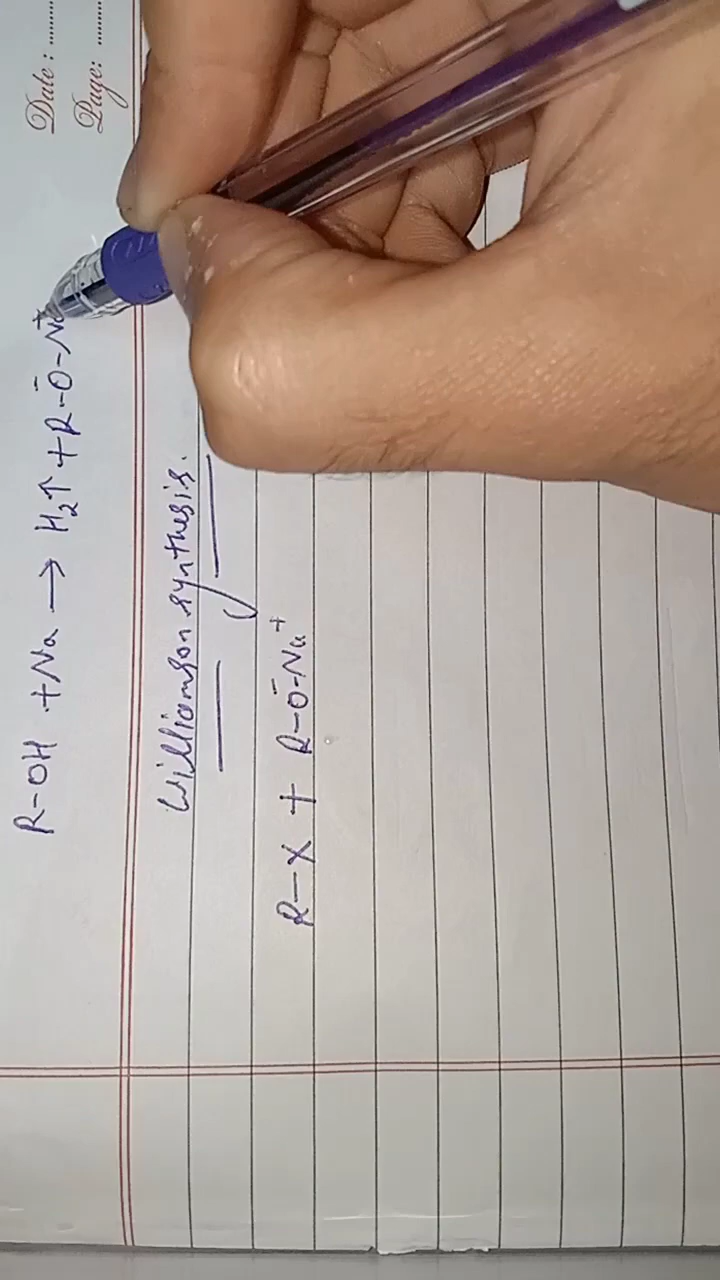 Date : ..........
Page: ..........
R-OH + Na → H₂↑ + R-Ō-Na⁺
Williamson synthesis.
R-X + R-Ō-Na⁺